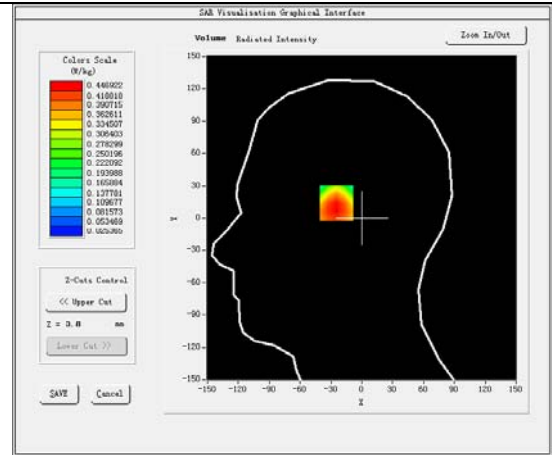 SAR Visualisation Graphical Interface
Volume Radiated Intensity
Zoom In/Out
Colors Scale
(W/kg)
0.446922
0.418818
0.390715
0.362611
0.334507
0.306403
0.278299
0.250196
0.222092
0.193988
0.165884
0.137781
0.109677
0.081573
0.053469
0.025365
Z-Cuts Control
<< Upper Cut
Z = 3.0 mm
Lower Cut >>
SAVE
Cancel
150
120
90
60
30
0
-30
-60
-90
-120
-150
Y
-150 -120 -90 -60 -30 0 30 60 90 120 150
X